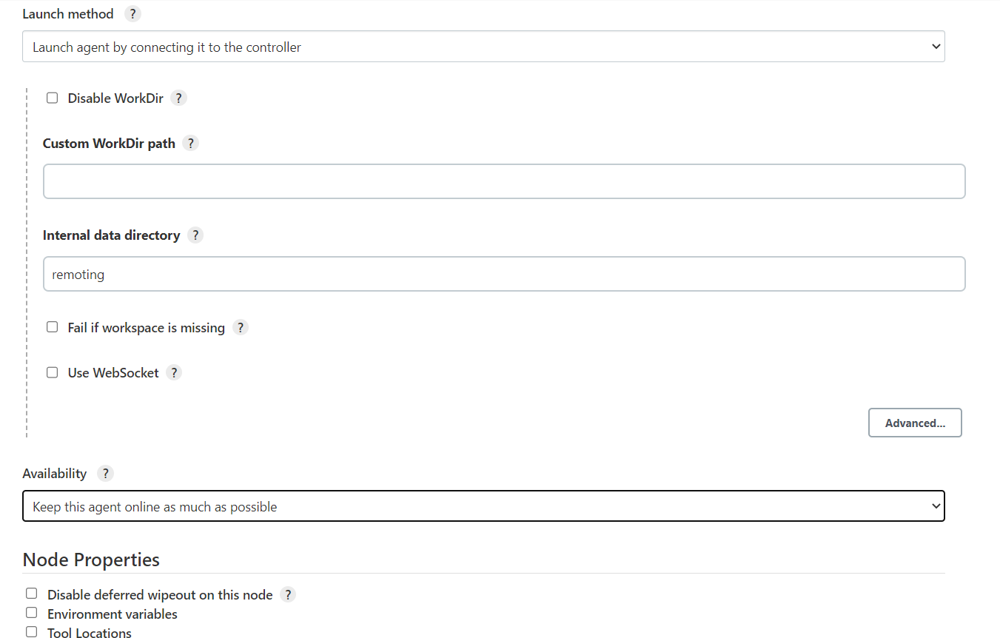 Launch method ?
Launch agent by connecting it to the controller
Disable WorkDir ?
Custom WorkDir path ?
Internal data directory ?
remoting
Fail if workspace is missing ?
Use WebSocket ?
Advanced...
Availability ?
Keep this agent online as much as possible
Node Properties
Disable deferred wipeout on this node ?
Environment variables
Tool Locations